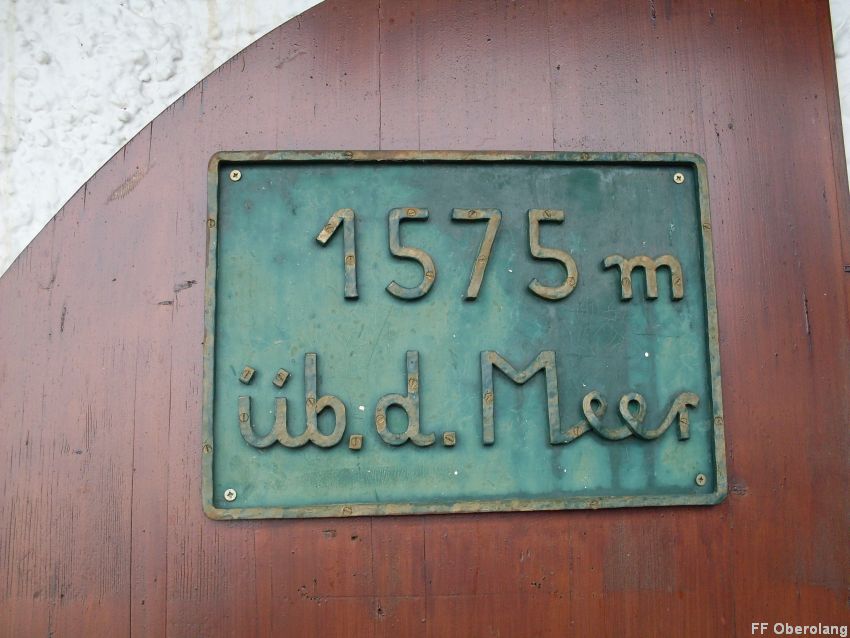 1575 m
üb.d. Meer
FF Oberolang